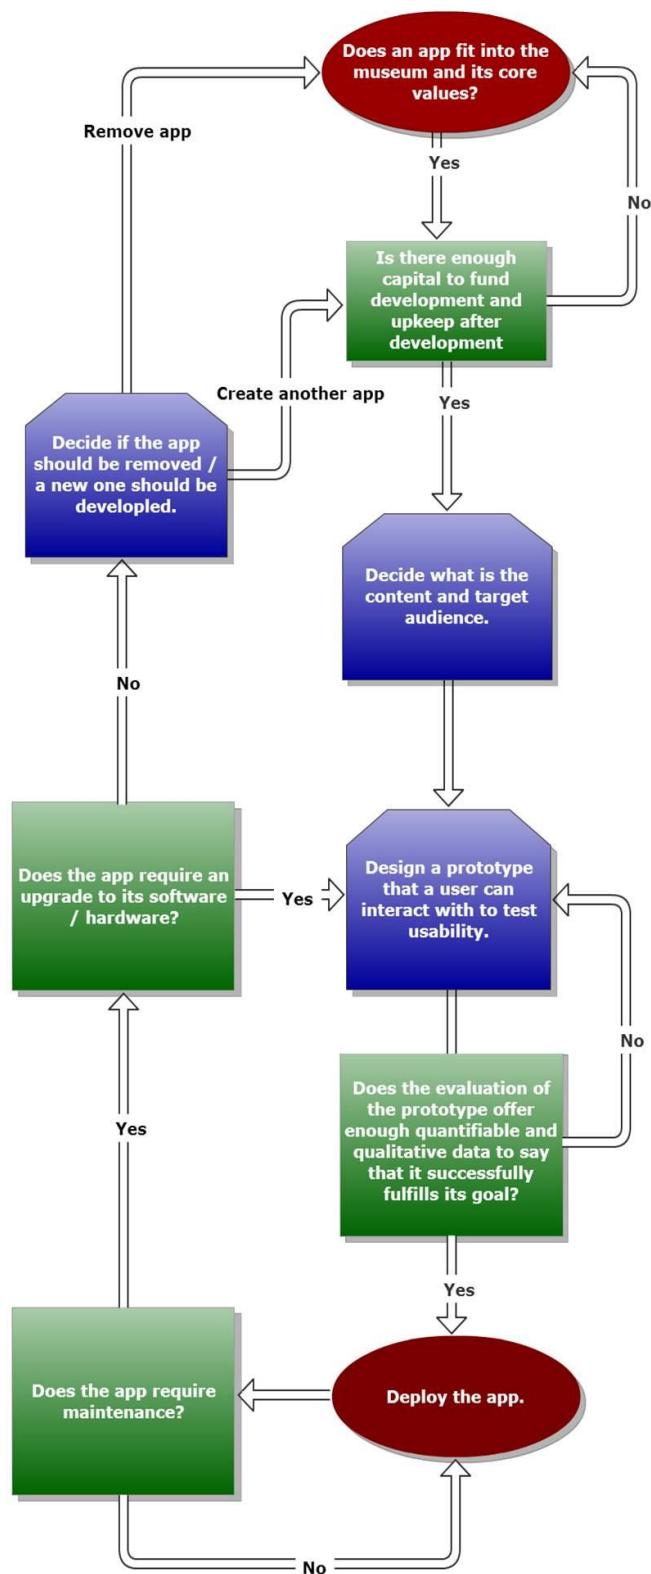 Does an app fit into the
museum and its core
values?
Remove app
Yes
No
Is there enough
capital to fund
development and
upkeep after
development
Create another app
Yes
Decide if the app
should be removed /
a new one should be
developled.
Decide what is the
content and target
audience.
No
Does the app require an
upgrade to its software
/ hardware?
Yes
Design a prototype
that a user can
interact with to test
usability.
No
Does the evaluation of
the prototype offer
enough quantifiable and
qualitative data to say
that it successfully
fulfills its goal?
Yes
Yes
Does the app require
maintenance?
Deploy the app.
No